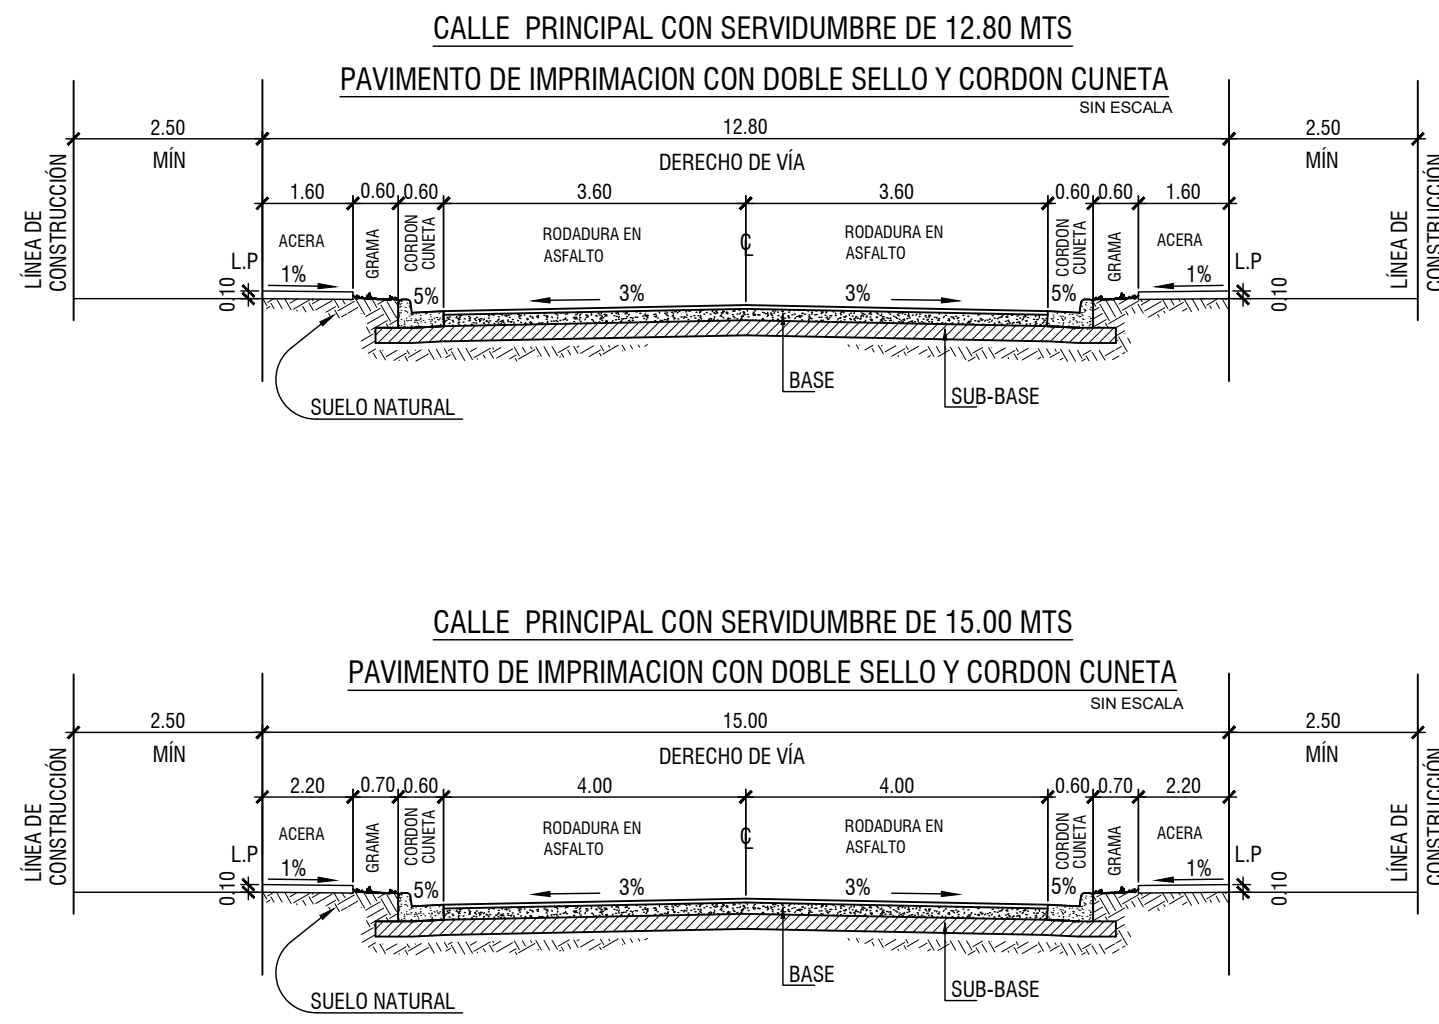 CALLE PRINCIPAL CON SERVIDUMBRE DE 12.80 MTS
PAVIMENTO DE IMPRIMACION CON DOBLE SELLO Y CORDON CUNETA
SIN ESCALA
2.50
12.80
2.50
MÍN
DERECHO DE VÍA
MÍN
1.60
0.60
0.60
3.60
3.60
0.60
0.60
1.60
LÍNEA DE
CONSTRUCCIÓN
ACERA
GRAMA
CORDON
CUNETA
RODADURA EN
ASFALTO
℄
RODADURA EN
ASFALTO
CORDON
CUNETA
GRAMA
ACERA
LÍNEA DE
CONSTRUCCIÓN
L.P
1%
5%
3%
3%
5%
1%
L.P
0.10
0.10
BASE
SUB-BASE
SUELO NATURAL
CALLE PRINCIPAL CON SERVIDUMBRE DE 15.00 MTS
PAVIMENTO DE IMPRIMACION CON DOBLE SELLO Y CORDON CUNETA
SIN ESCALA
2.50
15.00
2.50
MÍN
DERECHO DE VÍA
MÍN
2.20
0.70
0.60
4.00
4.00
0.60
0.70
2.20
LÍNEA DE
CONSTRUCCIÓN
ACERA
GRAMA
CORDON
CUNETA
RODADURA EN
ASFALTO
℄
RODADURA EN
ASFALTO
CORDON
CUNETA
GRAMA
ACERA
LÍNEA DE
CONSTRUCCIÓN
L.P
1%
5%
3%
3%
5%
1%
L.P
0.10
0.10
BASE
SUB-BASE
SUELO NATURAL